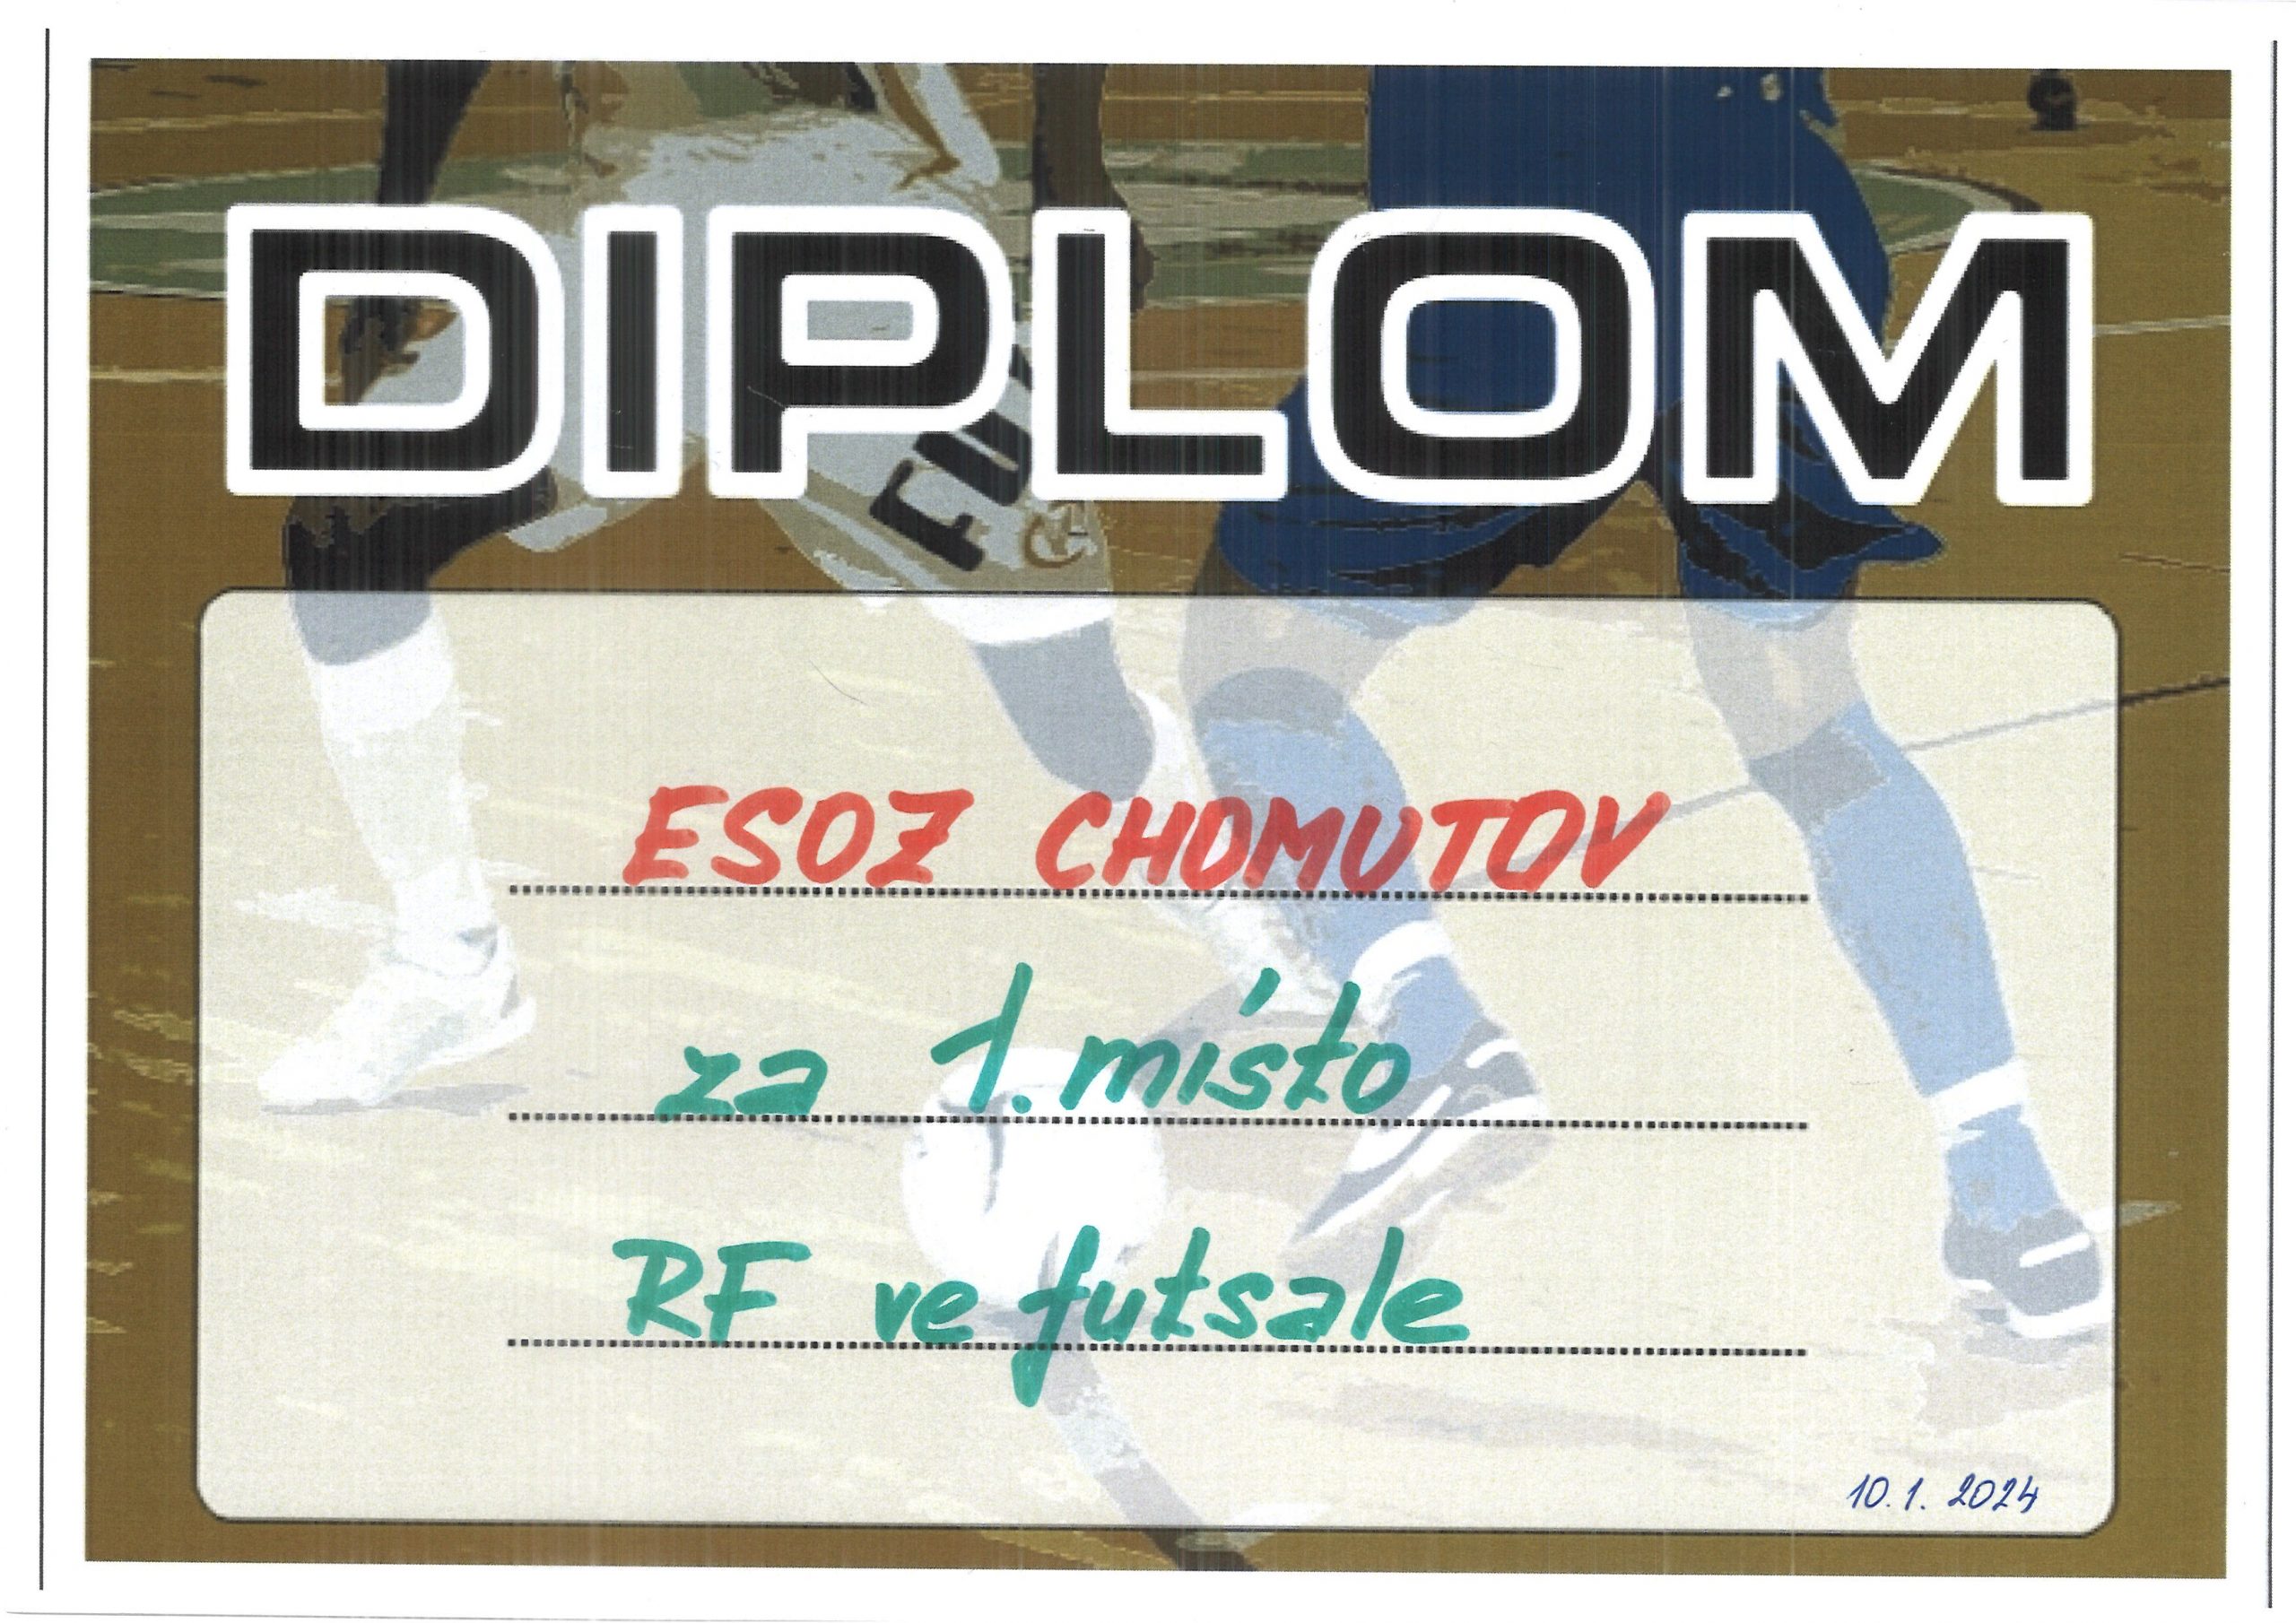 DIPLOM
ESOZ CHOMUTOV
za 1. místo
RF ve futsale
10. 1. 2024